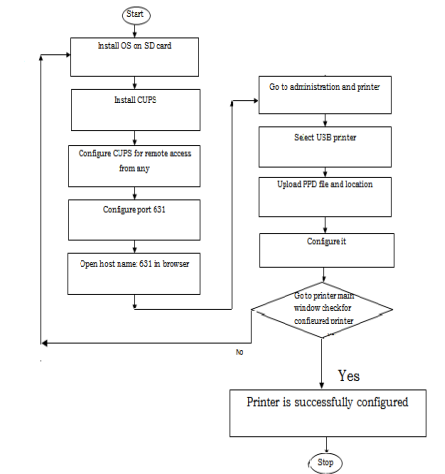 Start
Install OS on SD card
Install CUPS
Configure CUPS for remote access
from any
Configure port 631
Open host name: 631 in browser
Go to administration and printer
Select USB printer
Upload PPD file and location
Configure it
Go to printer main
window check for
configured printer
No
Yes
Printer is successfully configured
Stop